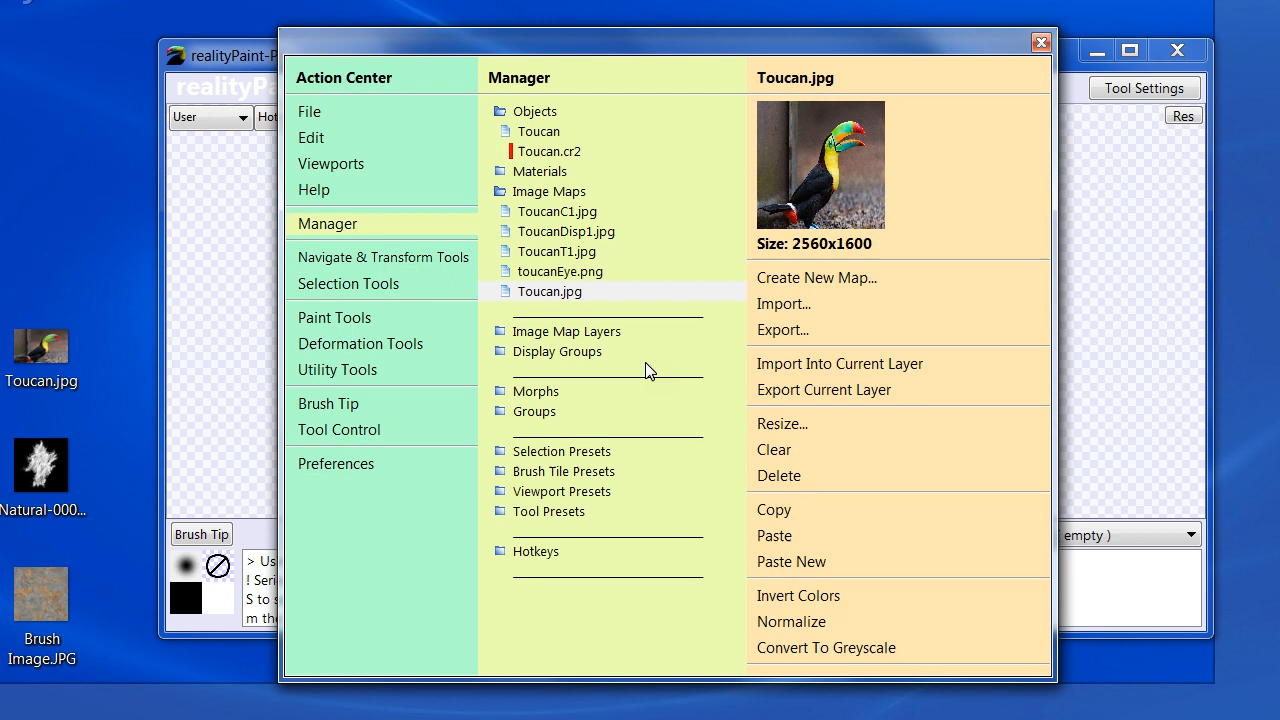 realityPaint-P
realityPa
Tool Settings
User
Hot
Res
Action Center
File
Edit
Viewports
Help
Manager
Navigate & Transform Tools
Selection Tools
Paint Tools
Deformation Tools
Utility Tools
Brush Tip
Tool Control
Preferences
Manager
Objects
Toucan
Toucan.cr2
Materials
Image Maps
ToucanC1.jpg
ToucanDisp1.jpg
ToucanT1.jpg
toucanEye.png
Toucan.jpg
Image Map Layers
Display Groups
Morphs
Groups
Selection Presets
Brush Tile Presets
Viewport Presets
Tool Presets
Hotkeys
Toucan.jpg
Size: 2560x1600
Create New Map...
Import...
Export...
Import Into Current Layer
Export Current Layer
Resize...
Clear
Delete
Copy
Paste
Paste New
Invert Colors
Normalize
Convert To Greyscale
Toucan.jpg
Natural-000...
Brush
Image.JPG
Brush Tip
> Us
! Seri
S to s
m the
empty )